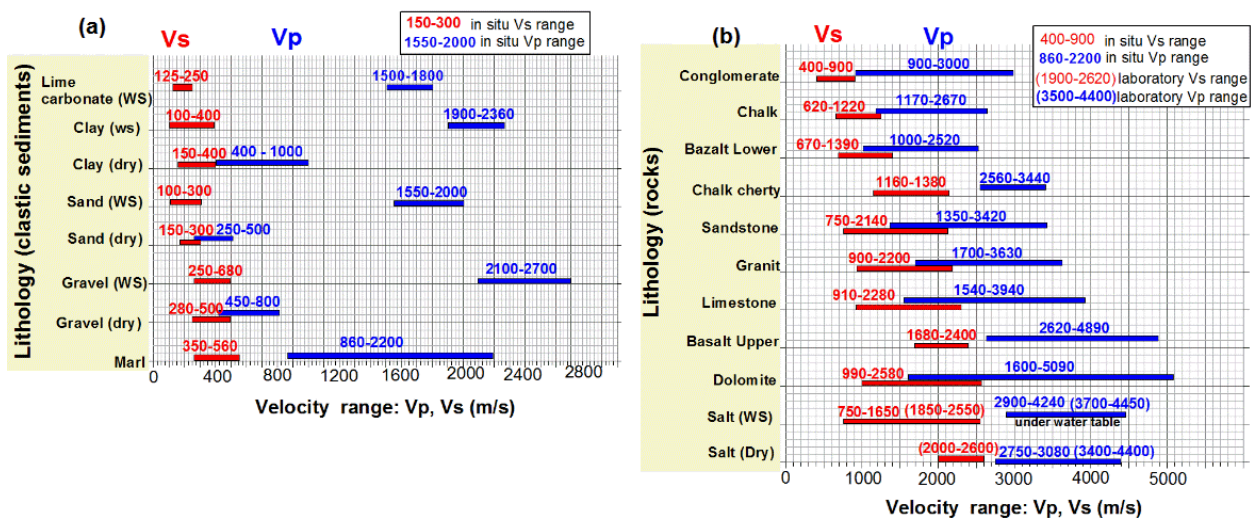 (a)
Vs
Vp
150-300 in situ Vs range
1550-2000 in situ Vp range
Lithology (clastic sediments)
Lime
carbonate (WS)
125-250
1500-1800
Clay (ws)
100-400
1900-2360
Clay (dry)
150-400
400 - 1000
Sand (WS)
100-300
1550-2000
Sand (dry)
150-300
250-500
Gravel (WS)
250-680
2100-2700
Gravel (dry)
280-500
450-800
Marl
350-560
860-2200
0 400 800 1200 1600 2000 2400 2800
Velocity range: Vp, Vs (m/s)
(b)
Vs
Vp
400-900 in situ Vs range
860-2200 in situ Vp range
(1900-2620) laboratory Vs range
(3500-4400) laboratory Vp range
Lithology (rocks)
Conglomerate
400-900
900-3000
Chalk
620-1220
1170-2670
Bazalt Lower
670-1390
1000-2520
Chalk cherty
1160-1380
2560-3440
Sandstone
750-2140
1350-3420
Granit
900-2200
1700-3630
Limestone
910-2280
1540-3940
Basalt Upper
1680-2400
2620-4890
Dolomite
990-2580
1600-5090
Salt (WS)
750-1650 (1850-2550)
2900-4240 (3700-4450)
under water table
Salt (Dry)
(2000-2600)
2750-3080 (3400-4400)
0 1000 2000 3000 4000 5000
Velocity range: Vp, Vs (m/s)